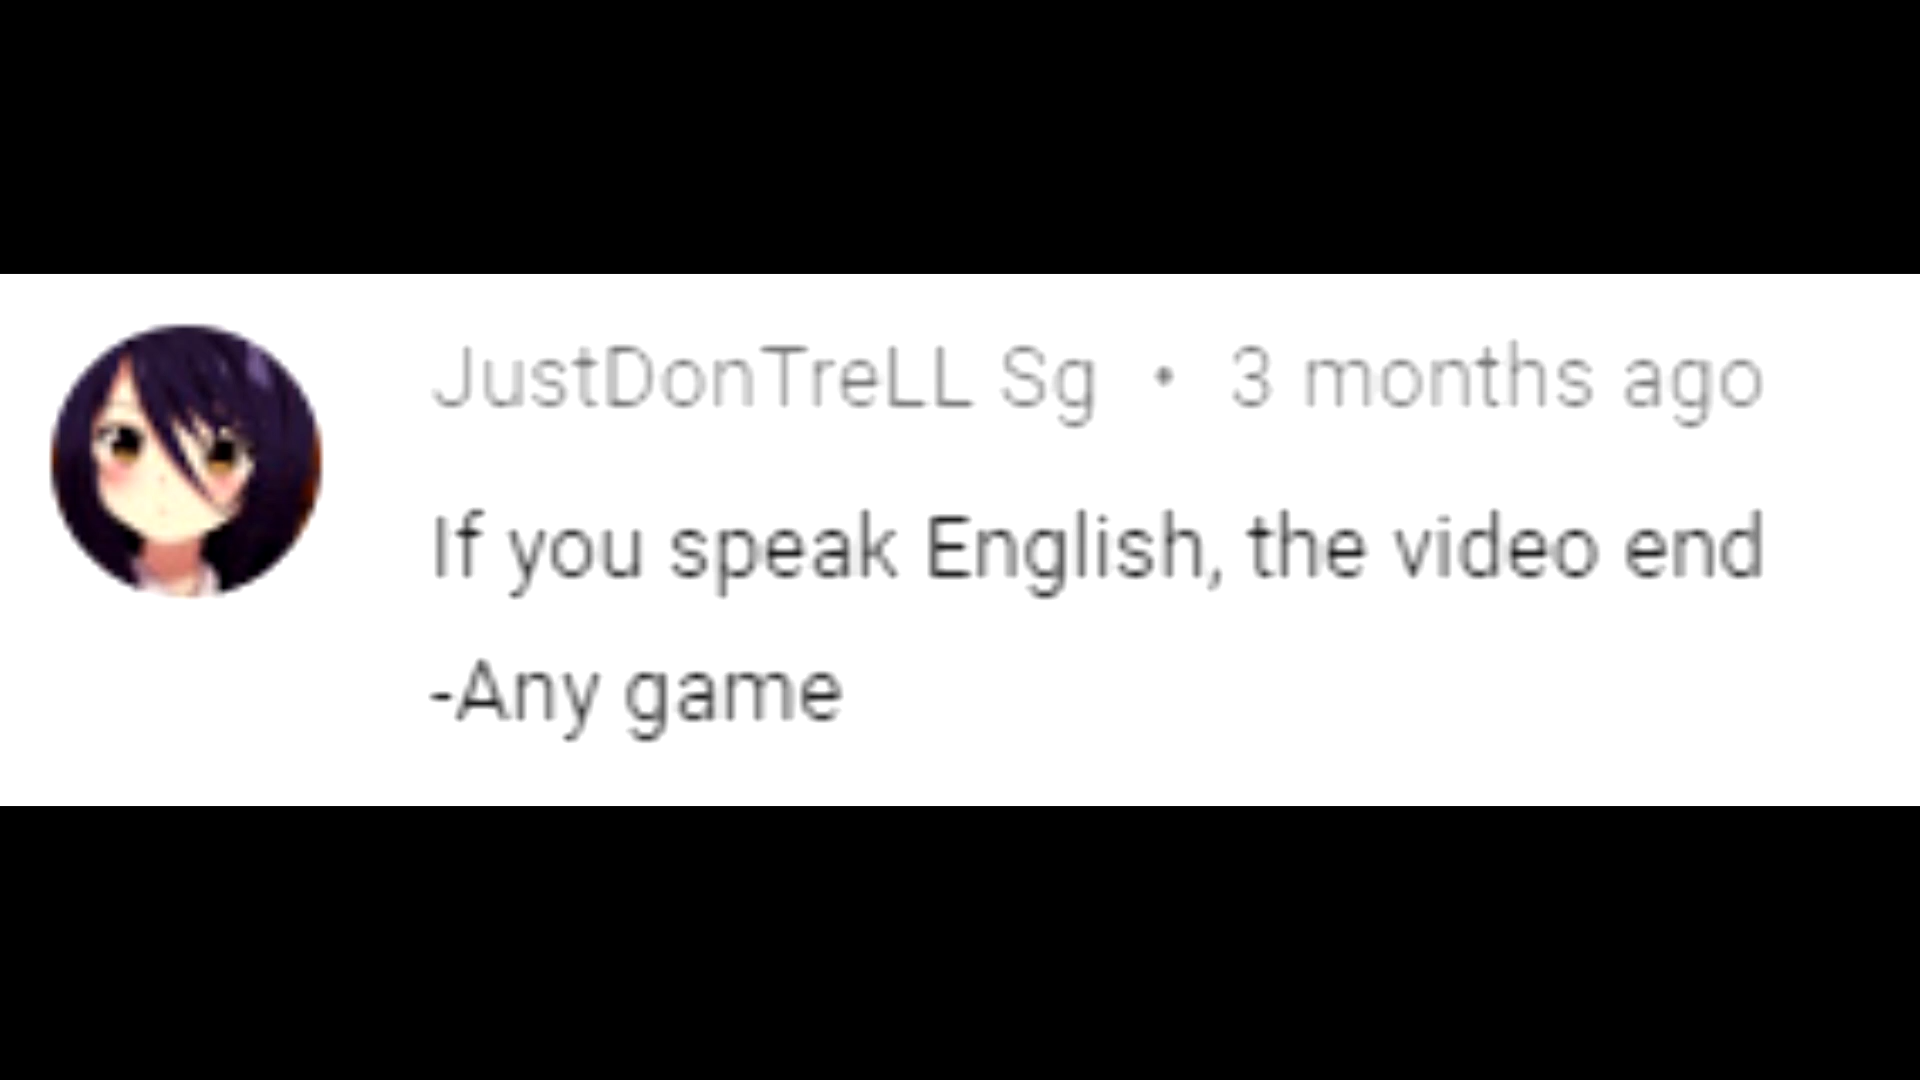 JustDonTreLL Sg • 3 months ago
If you speak English, the video end
-Any game